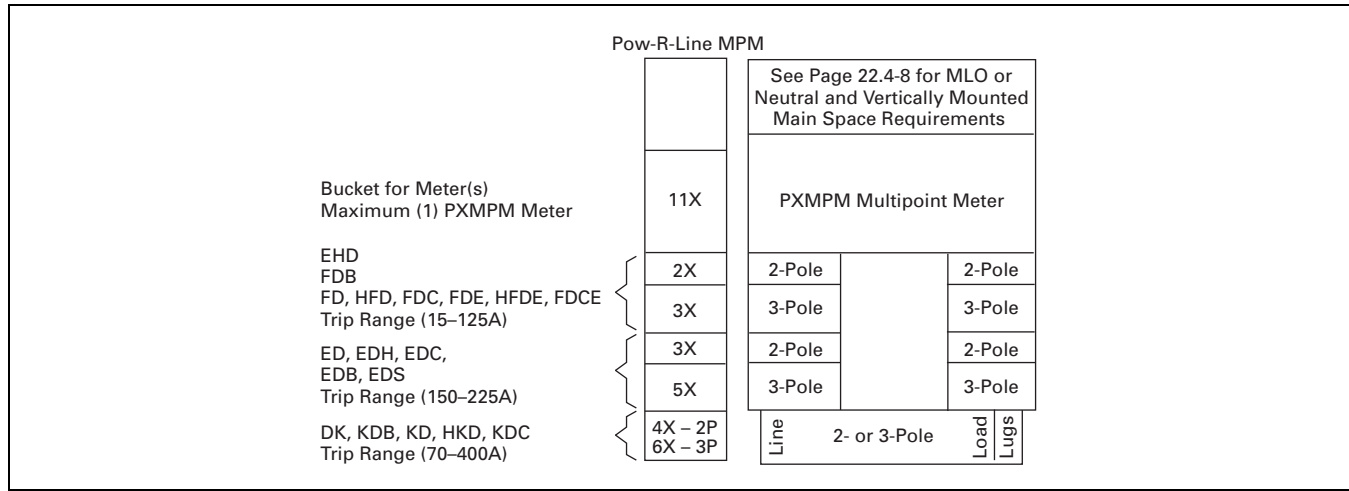 Pow-R-Line MPM
See Page 22.4-8 for MLO or
Neutral and Vertically Mounted
Main Space Requirements
Bucket for Meter(s)
Maximum (1) PXMPM Meter
11X
PXMPM Multipoint Meter
EHD
FDB
FD, HFD, FDC, FDE, HFDE, FDCE
Trip Range (15–125A)
2X
2-Pole
2-Pole
3X
3-Pole
3-Pole
ED, EDH, EDC,
EDB, EDS
Trip Range (150–225A)
3X
2-Pole
2-Pole
5X
3-Pole
3-Pole
DK, KDB, KD, HKD, KDC
Trip Range (70–400A)
4X – 2P
6X – 3P
Line
2- or 3-Pole
Load
Lugs